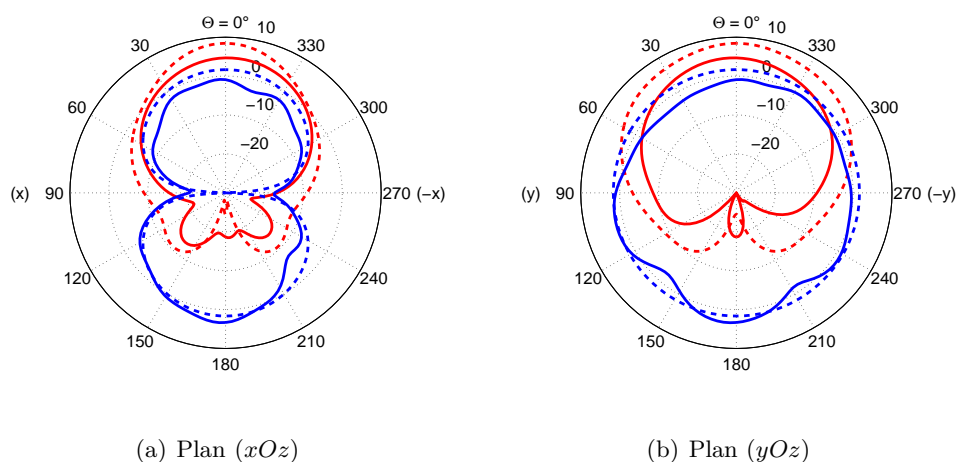 Θ = 0° 10
30 330
0
60 300
−10
−20
(x) 90 270 (−x)
120 240
150 210
180
(a) Plan (xOz)
Θ = 0° 10
30 330
0
60 300
−10
−20
(y) 90 270 (−y)
120 240
150 210
180
(b) Plan (yOz)